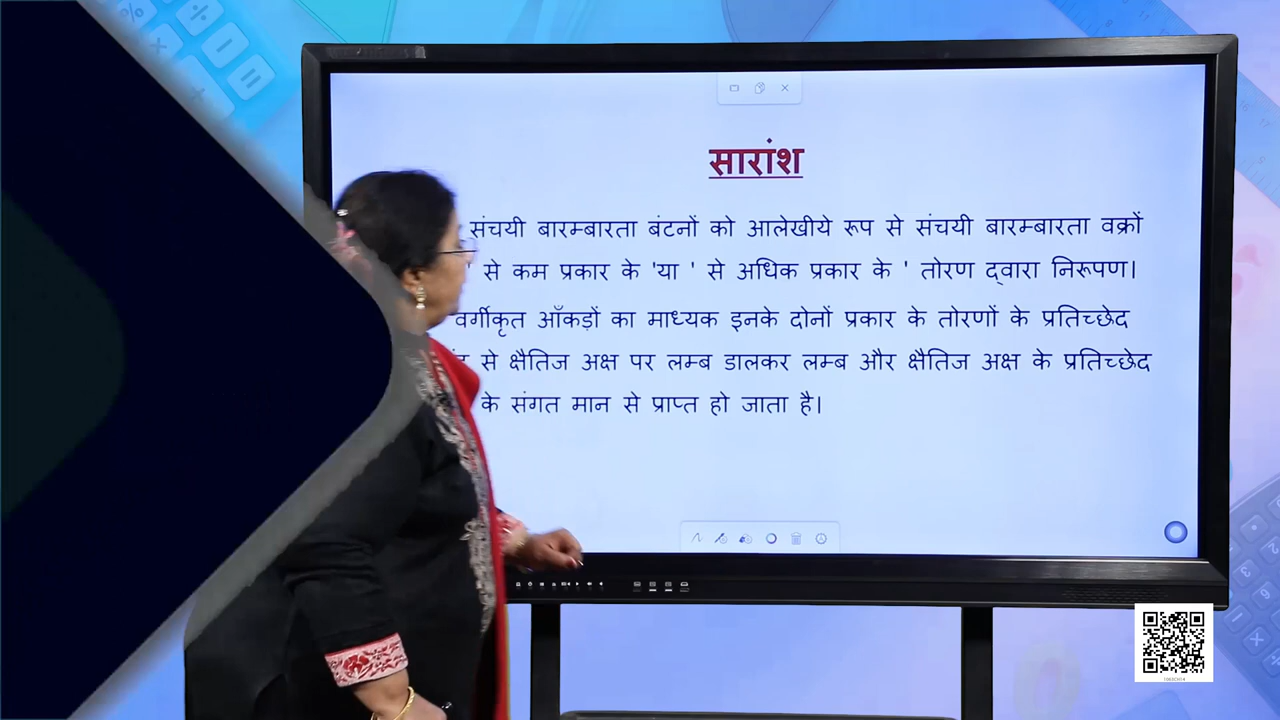 सारांश
संचयी बारम्बारता बंटनों को आलेखीये रूप से संचयी बारम्बारता वक्रों
' से कम प्रकार के 'या ' से अधिक प्रकार के ' तोरण द्वारा निरूपण।
वर्गीकृत आँकड़ों का माध्यक इनके दोनों प्रकार के तोरणों के प्रतिच्छेद
से क्षैतिज अक्ष पर लम्ब डालकर लम्ब और क्षैतिज अक्ष के प्रतिच्छेद
के संगत मान से प्राप्त हो जाता है।